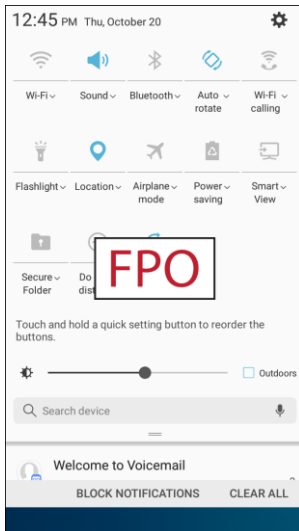 12:45 PM Thu, October 20
Wi-Fi Sound Bluetooth Auto rotate Wi-Fi calling
Flashlight Location Airplane mode Power saving Smart View
Secure Folder Do
FPO
Touch and hold a quick setting button to reorder the
buttons.
Outdoors
Search device
Welcome to Voicemail
BLOCK NOTIFICATIONS CLEAR ALL